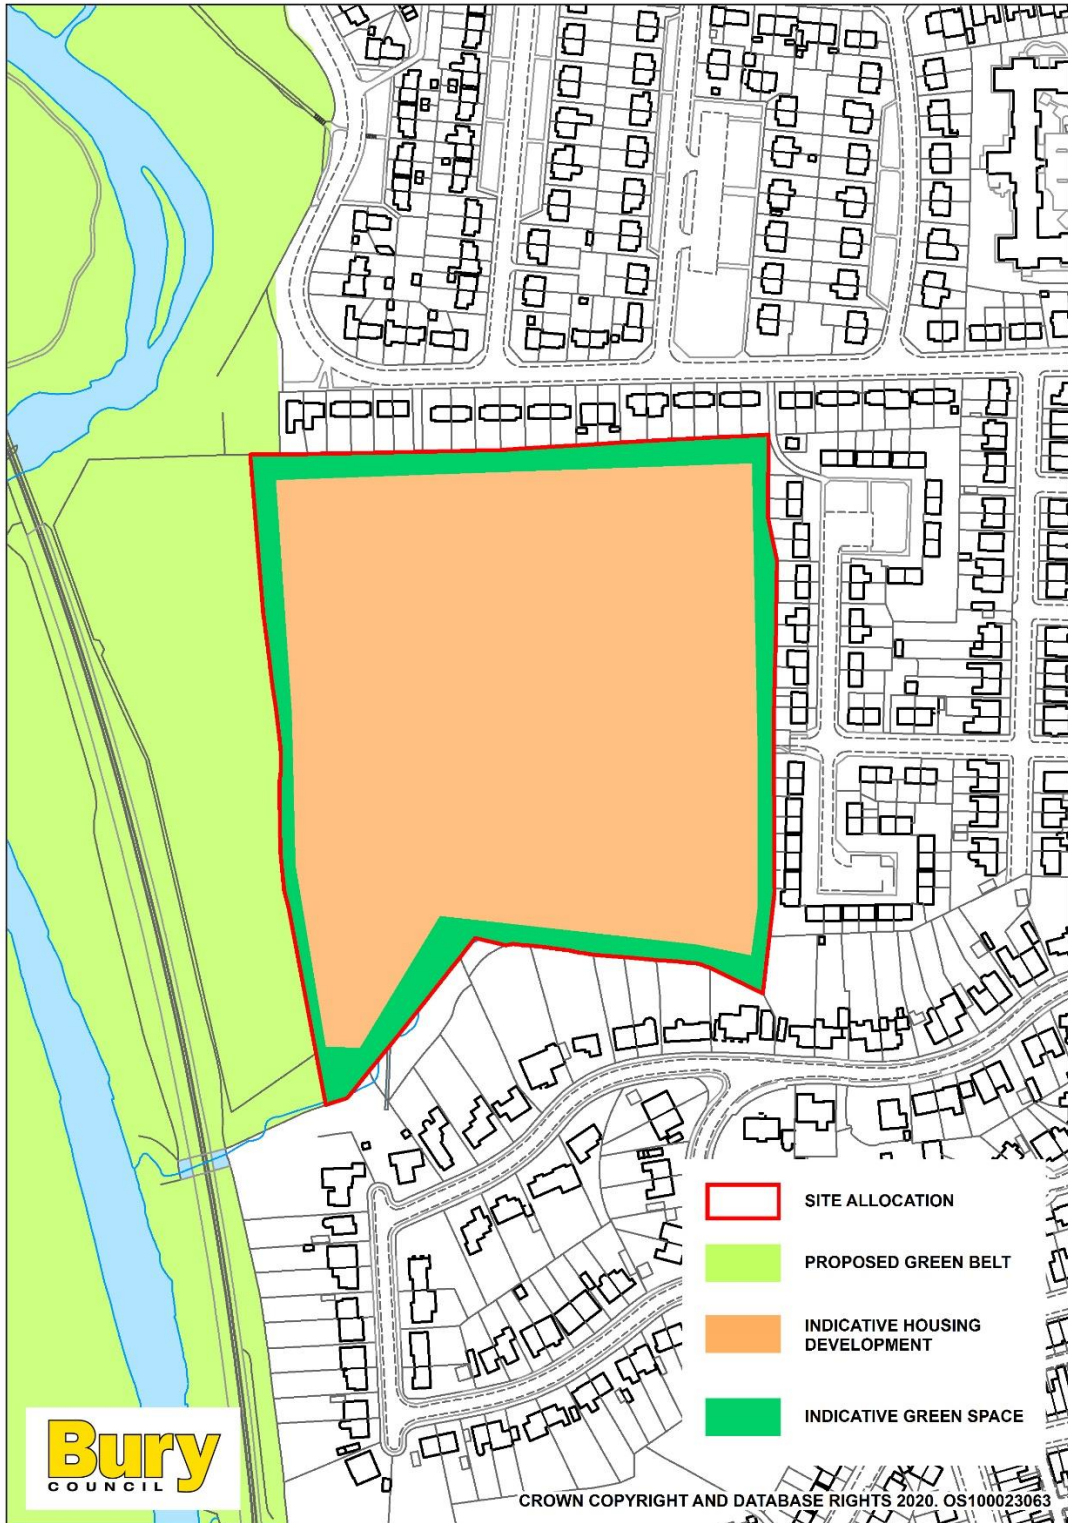 SITE ALLOCATION
PROPOSED GREEN BELT
INDICATIVE HOUSING
DEVELOPMENT
INDICATIVE GREEN SPACE
Bury
COUNCIL
CROWN COPYRIGHT AND DATABASE RIGHTS 2020. OS100023063